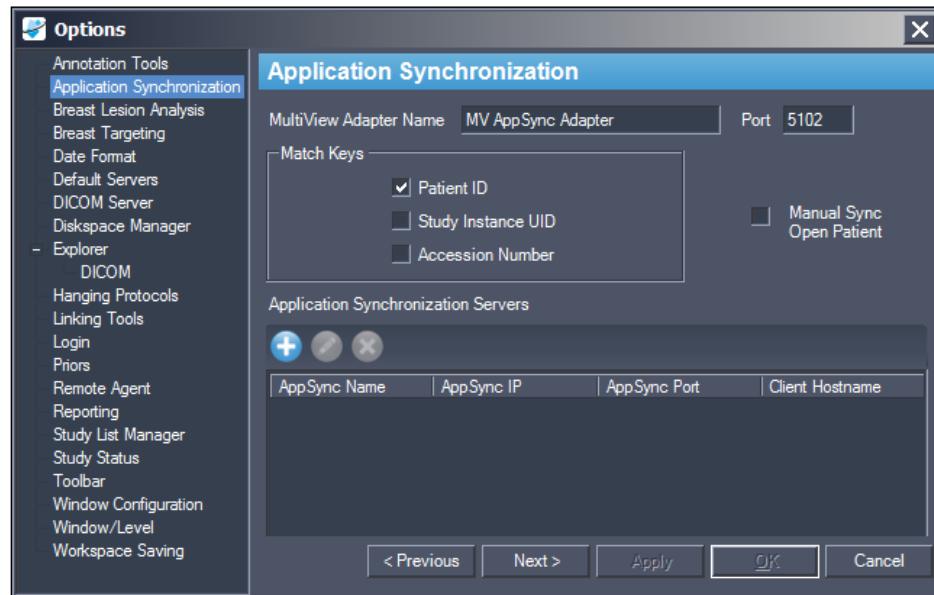 Options
Annotation Tools
Application Synchronization
Breast Lesion Analysis
Breast Targeting
Date Format
Default Servers
DICOM Server
Diskspace Manager
Explorer
DICOM
Hanging Protocols
Linking Tools
Login
Priors
Remote Agent
Reporting
Study List Manager
Study Status
Toolbar
Window Configuration
Window/Level
Workspace Saving
Application Synchronization
MultiView Adapter Name MV AppSync Adapter Port 5102
Match Keys
Patient ID
Study Instance UID
Accession Number
Manual Sync
Open Patient
Application Synchronization Servers
AppSync Name AppSync IP AppSync Port Client Hostname
< Previous Next > Apply OK Cancel